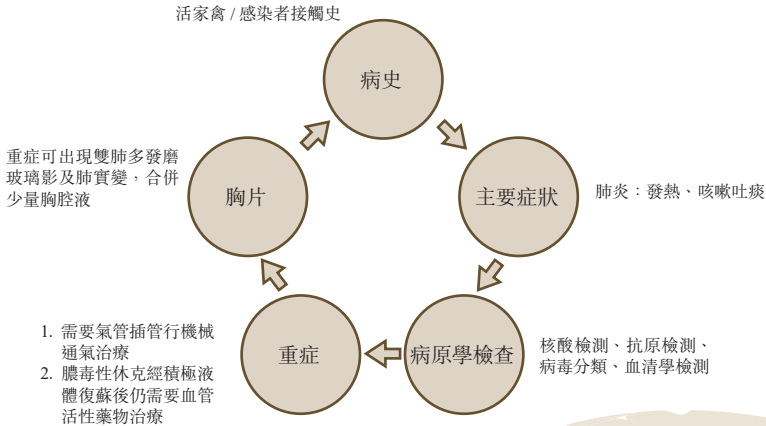 活家禽 / 感染者接觸史
病史
主要症狀
肺炎：發熱、咳嗽吐痰
病原學檢查
核酸檢測、抗原檢測、
病毒分類、血清學檢測
重症
1. 需要氣管插管行機械
通氣治療
2. 膿毒性休克經積極液
體復蘇後仍需要血管
活性藥物治療
胸片
重症可出現雙肺多發磨
玻璃影及肺實變，合併
少量胸腔液